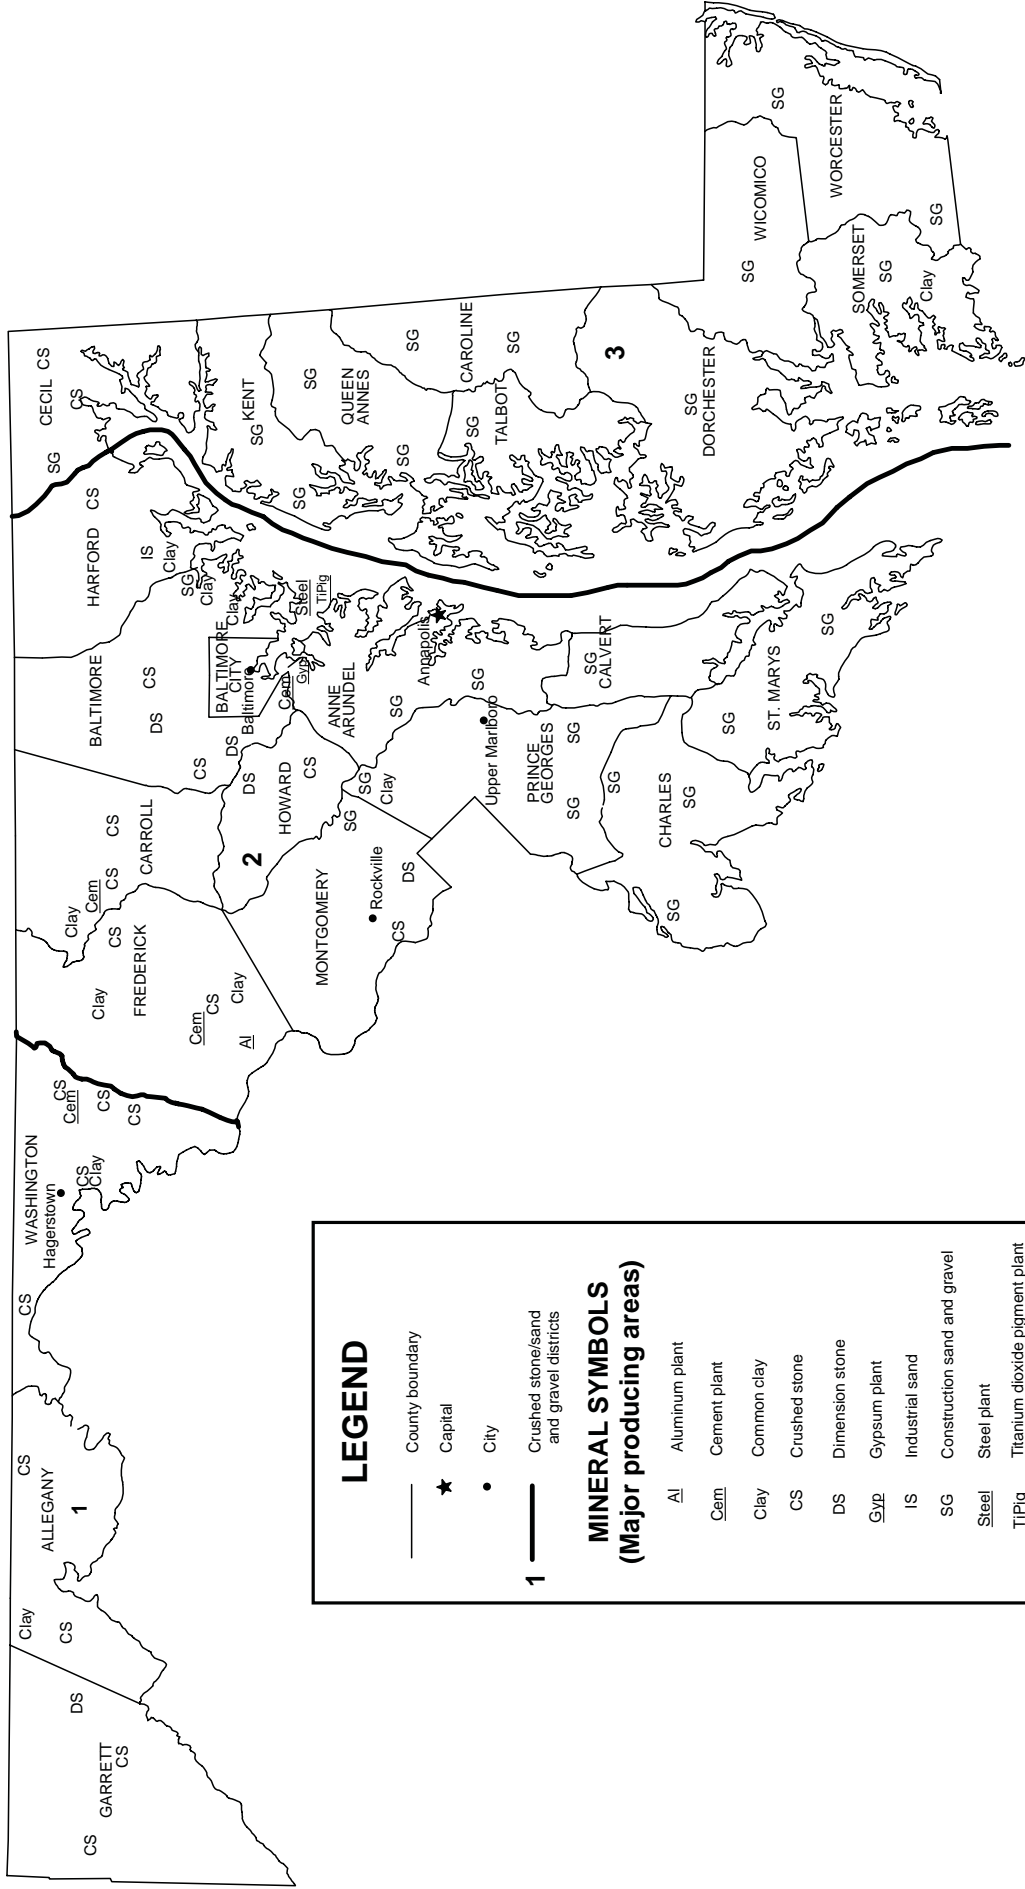 GARRETT
CS
CS
DS
Clay
CS
ALLEGANY
1
CS
CS
WASHINGTON
Hagerstown
CS
Clay
CS
Cem
CS
CS
Clay
CS
FREDERICK
Cem
CS
Clay
Al
Clay
Cem
CS
CS
CARROLL
MONTGOMERY
Rockville
CS
DS
SG
2
HOWARD
DS
CS
BALTIMORE
DS
CS
CS
DS
BALTIMORE
CITY
Baltimore
Cem
Gyp
Clay
Steel
TiPig
SG
Clay
HARFORD
CS
IS
Clay
ANNE
ARUNDEL
SG
Annapolis
SG
SG
Clay
Upper Marlboro
PRINCE
GEORGES
SG
SG
SG
CHARLES
SG
SG
SG
CALVERT
SG
ST. MARYS
SG
CECIL
CS
CS
SG
KENT
SG
SG
QUEEN
ANNES
SG
SG
CAROLINE
SG
SG
TALBOT
SG
3
SG
DORCHESTER
SG
WICOMICO
SG
WORCESTER
SG
SOMERSET
SG
Clay
LEGEND
County boundary
Capital
City
1
Crushed stone/sand
and gravel districts
MINERAL SYMBOLS
(Major producing areas)
Al Aluminum plant
Cem Cement plant
Clay Common clay
CS Crushed stone
DS Dimension stone
Gyp Gypsum plant
IS Industrial sand
SG Construction sand and gravel
Steel Steel plant
TiPig Titanium dioxide pigment plant